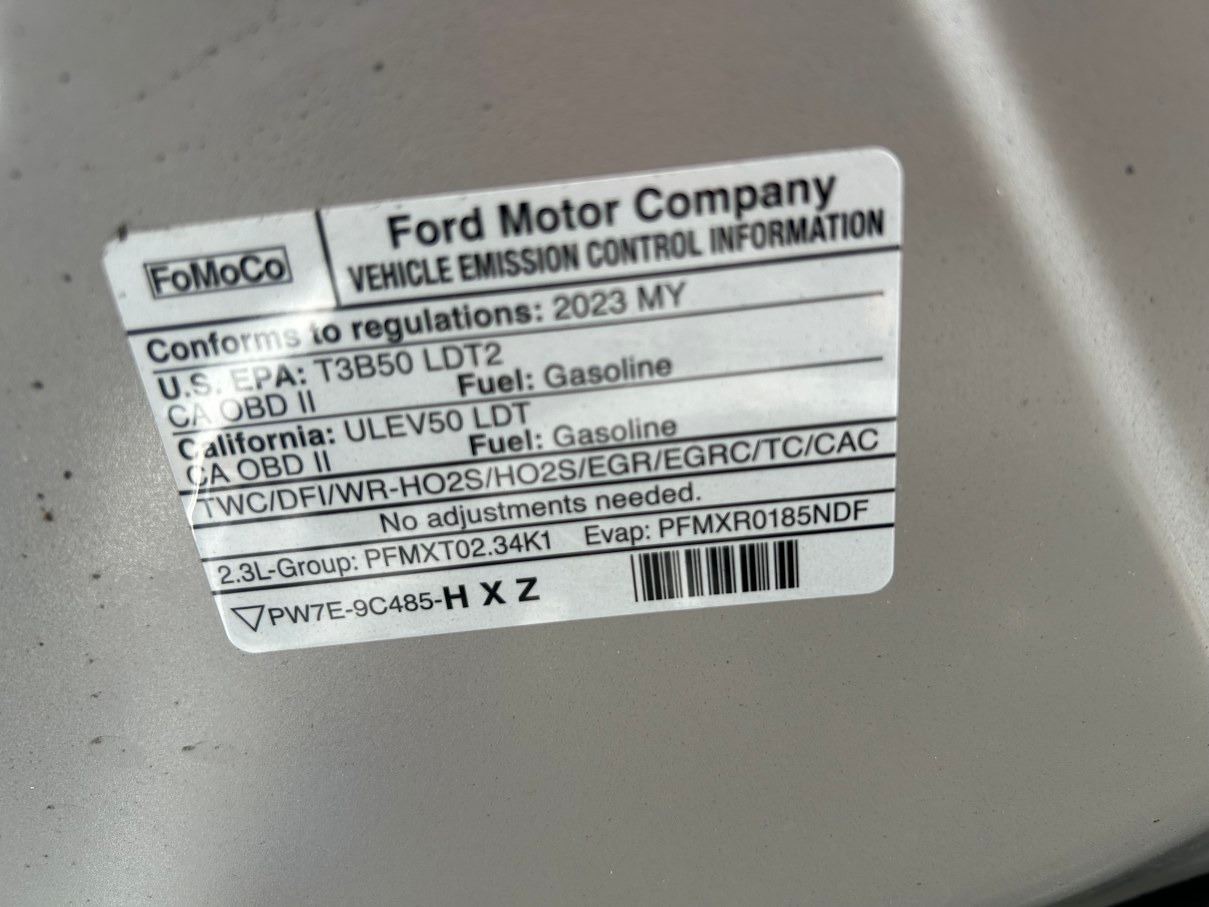 FoMoCo
Ford Motor Company
VEHICLE EMISSION CONTROL INFORMATION
Conforms to regulations: 2023 MY
U.S. EPA: T3B50 LDT2
CA OBD II Fuel: Gasoline
California: ULEV50 LDT
CA OBD II Fuel: Gasoline
TWC/DFI/WR-HO2S/HO2S/EGR/EGRC/TC/CAC
No adjustments needed.
2.3L-Group: PFMXT02.34K1 Evap: PFMXR0185NDF
PW7E-9C485-H X Z